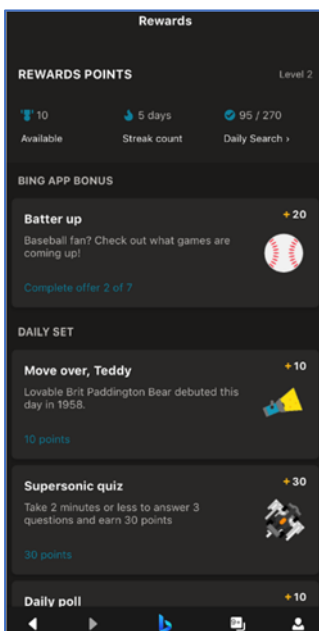 Rewards
REWARDS POINTS
Level 2
10
5 days
95 / 270
Available
Streak count
Daily Search ›
BING APP BONUS
Batter up
+20
Baseball fan? Check out what games are
coming up!
Complete offer 2 of 7
DAILY SET
Move over, Teddy
+10
Lovable Brit Paddington Bear debuted this
day in 1958.
10 points
Supersonic quiz
+30
Take 2 minutes or less to answer 3
questions and earn 30 points
30 points
Daily poll
+10